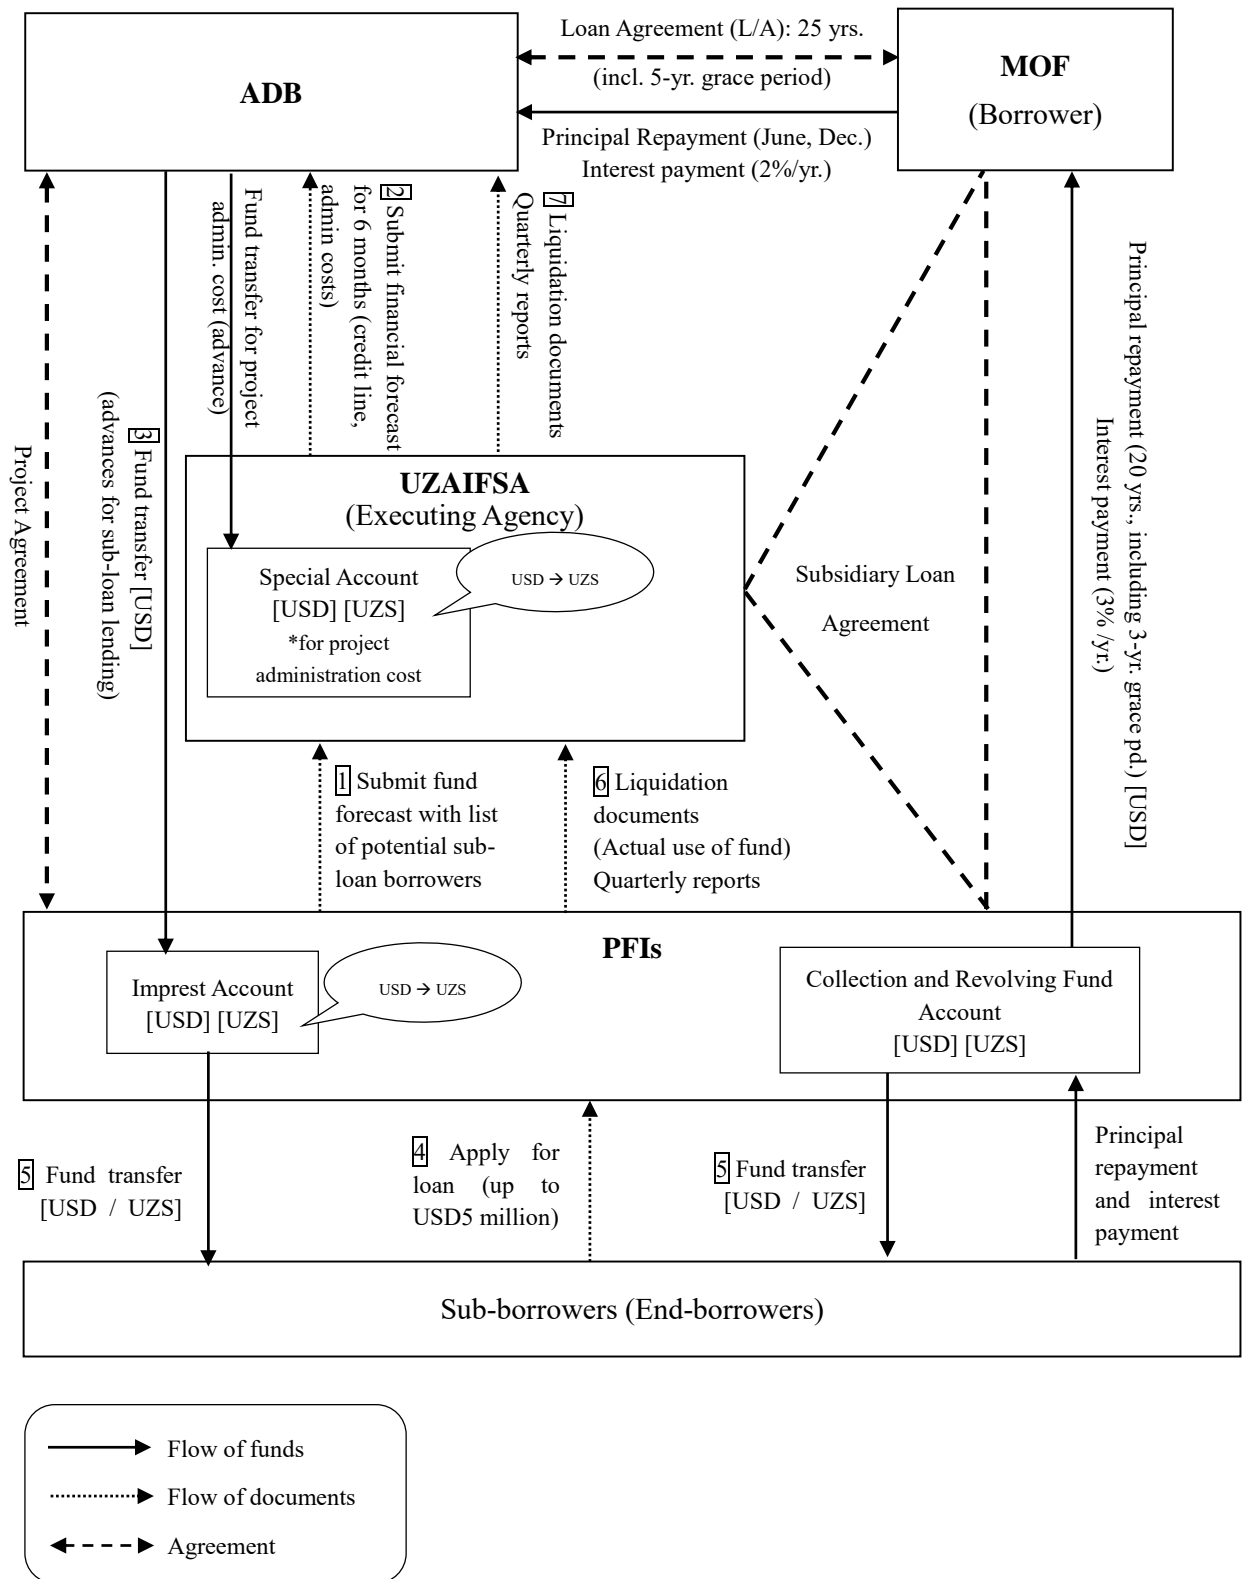 Loan Agreement (L/A): 25 yrs.
(incl. 5-yr. grace period)
ADB
MOF
(Borrower)
Principal Repayment (June, Dec.)
Interest payment (2%/yr.)
Project Agreement
3 Fund transfer [USD]
(advances for sub-loan lending)
Fund transfer for project
admin. cost (advance)
2 Submit financial forecast
for 6 months (credit line,
admin costs)
7 Liquidation documents
Quarterly reports
Principal repayment (20 yrs., including 3-yr. grace pd.) [USD]
Interest payment (3% /yr.)
UZAIFSA
(Executing Agency)
Special Account
[USD] [UZS]
*for project
administration cost
USD → UZS
Subsidiary Loan
Agreement
1 Submit fund
forecast with list
of potential sub-
loan borrowers
6 Liquidation
documents
(Actual use of fund)
Quarterly reports
PFIs
Imprest Account
[USD] [UZS]
USD → UZS
Collection and Revolving Fund
Account
[USD] [UZS]
5 Fund transfer
[USD / UZS]
4 Apply for
loan (up to
USD5 million)
5 Fund transfer
[USD / UZS]
Principal
repayment
and interest
payment
Sub-borrowers (End-borrowers)
Flow of funds
Flow of documents
Agreement